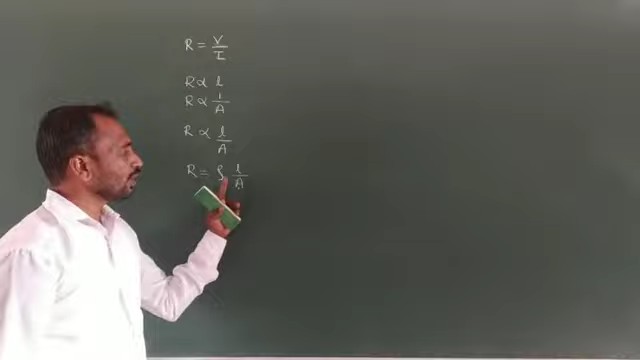 R = V/I
R ∝ l
R ∝ 1/A
R ∝ l/A
R = ρ l/A